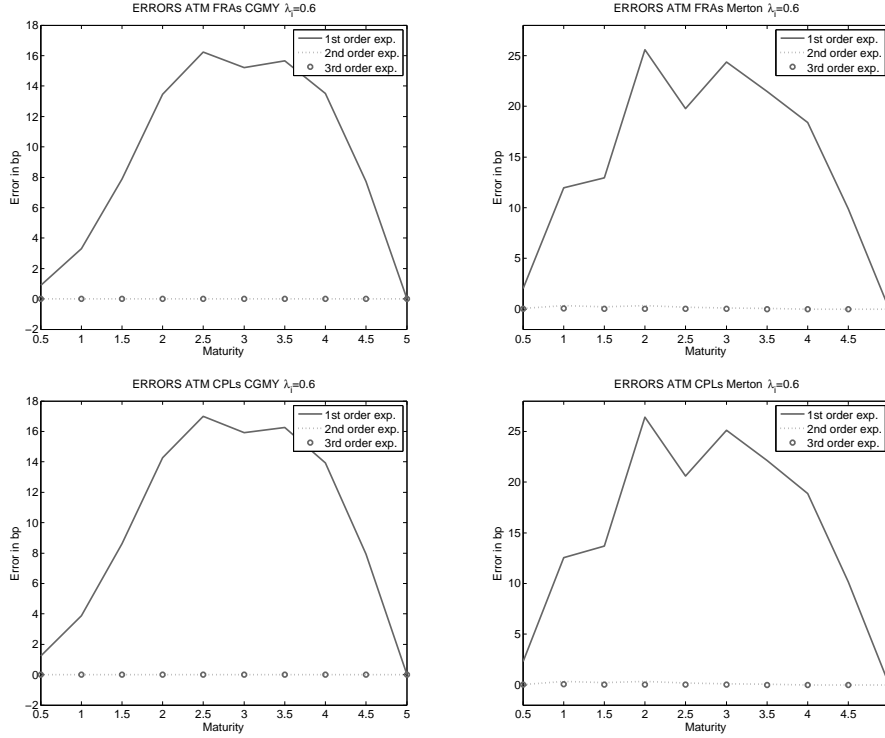 ERRORS ATM FRAs CGMY λi=0.6
1st order exp.
2nd order exp.
3rd order exp.
Error in bp
18
16
14
12
10
8
6
4
2
0
−2
0.5 1 1.5 2 2.5 3 3.5 4 4.5 5
Maturity
ERRORS ATM FRAs Merton λi=0.6
1st order exp.
2nd order exp.
3rd order exp.
Error in bp
25
20
15
10
5
0
0.5 1 1.5 2 2.5 3 3.5 4 4.5
Maturity
ERRORS ATM CPLs CGMY λi=0.6
1st order exp.
2nd order exp.
3rd order exp.
Error in bp
18
16
14
12
10
8
6
4
2
0
−2
0.5 1 1.5 2 2.5 3 3.5 4 4.5 5
Maturity
ERRORS ATM CPLs Merton λi=0.6
1st order exp.
2nd order exp.
3rd order exp.
Error in bp
25
20
15
10
5
0
0.5 1 1.5 2 2.5 3 3.5 4 4.5
Maturity